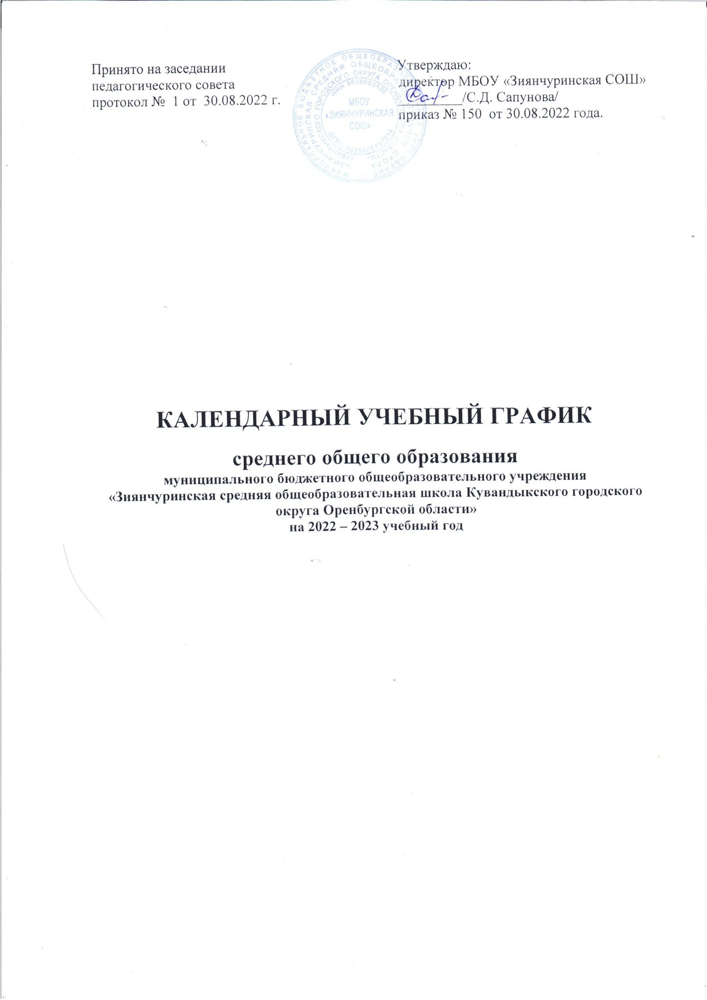 Принято на заседании
педагогического совета
протокол №  1 от  30.08.2022 г.
Утверждаю:
директор МБОУ «Зиянчуринская СОШ»
_________/С.Д. Сапунова/
приказ № 150  от 30.08.2022 года.
МУНИЦИПАЛЬНОЕ БЮДЖЕТНОЕ ОБЩЕОБРАЗОВАТЕЛЬНОЕ УЧРЕЖДЕНИЕ
«ЗИЯНЧУРИНСКАЯ СРЕДНЯЯ ОБЩЕОБРАЗОВАТЕЛЬНАЯ ШКОЛА
КУВАНДЫКСКОГО ГОРОДСКОГО ОКРУГА ОРЕНБУРГСКОЙ ОБЛАСТИ»
ИНН 5605003126
МБОУ
«ЗИЯНЧУРИНСКАЯ
СОШ»
ОГРН 1035602452214
КАЛЕНДАРНЫЙ УЧЕБНЫЙ ГРАФИК
среднего общего образования
муниципального бюджетного общеобразовательного учреждения
«Зиянчуринская средняя общеобразовательная школа Кувандыкского городского
округа Оренбургской области»
на 2022 – 2023 учебный год